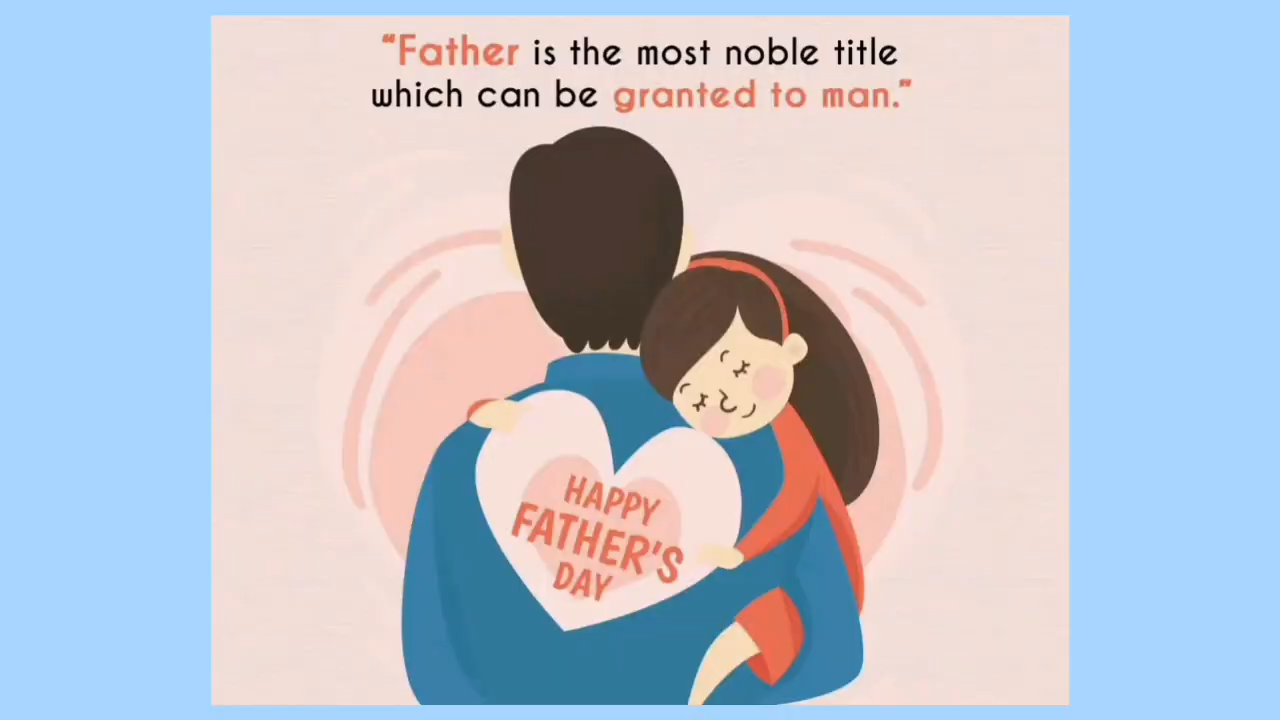 “Father is the most noble title
which can be granted to man.”
HAPPY
FATHER'S
DAY